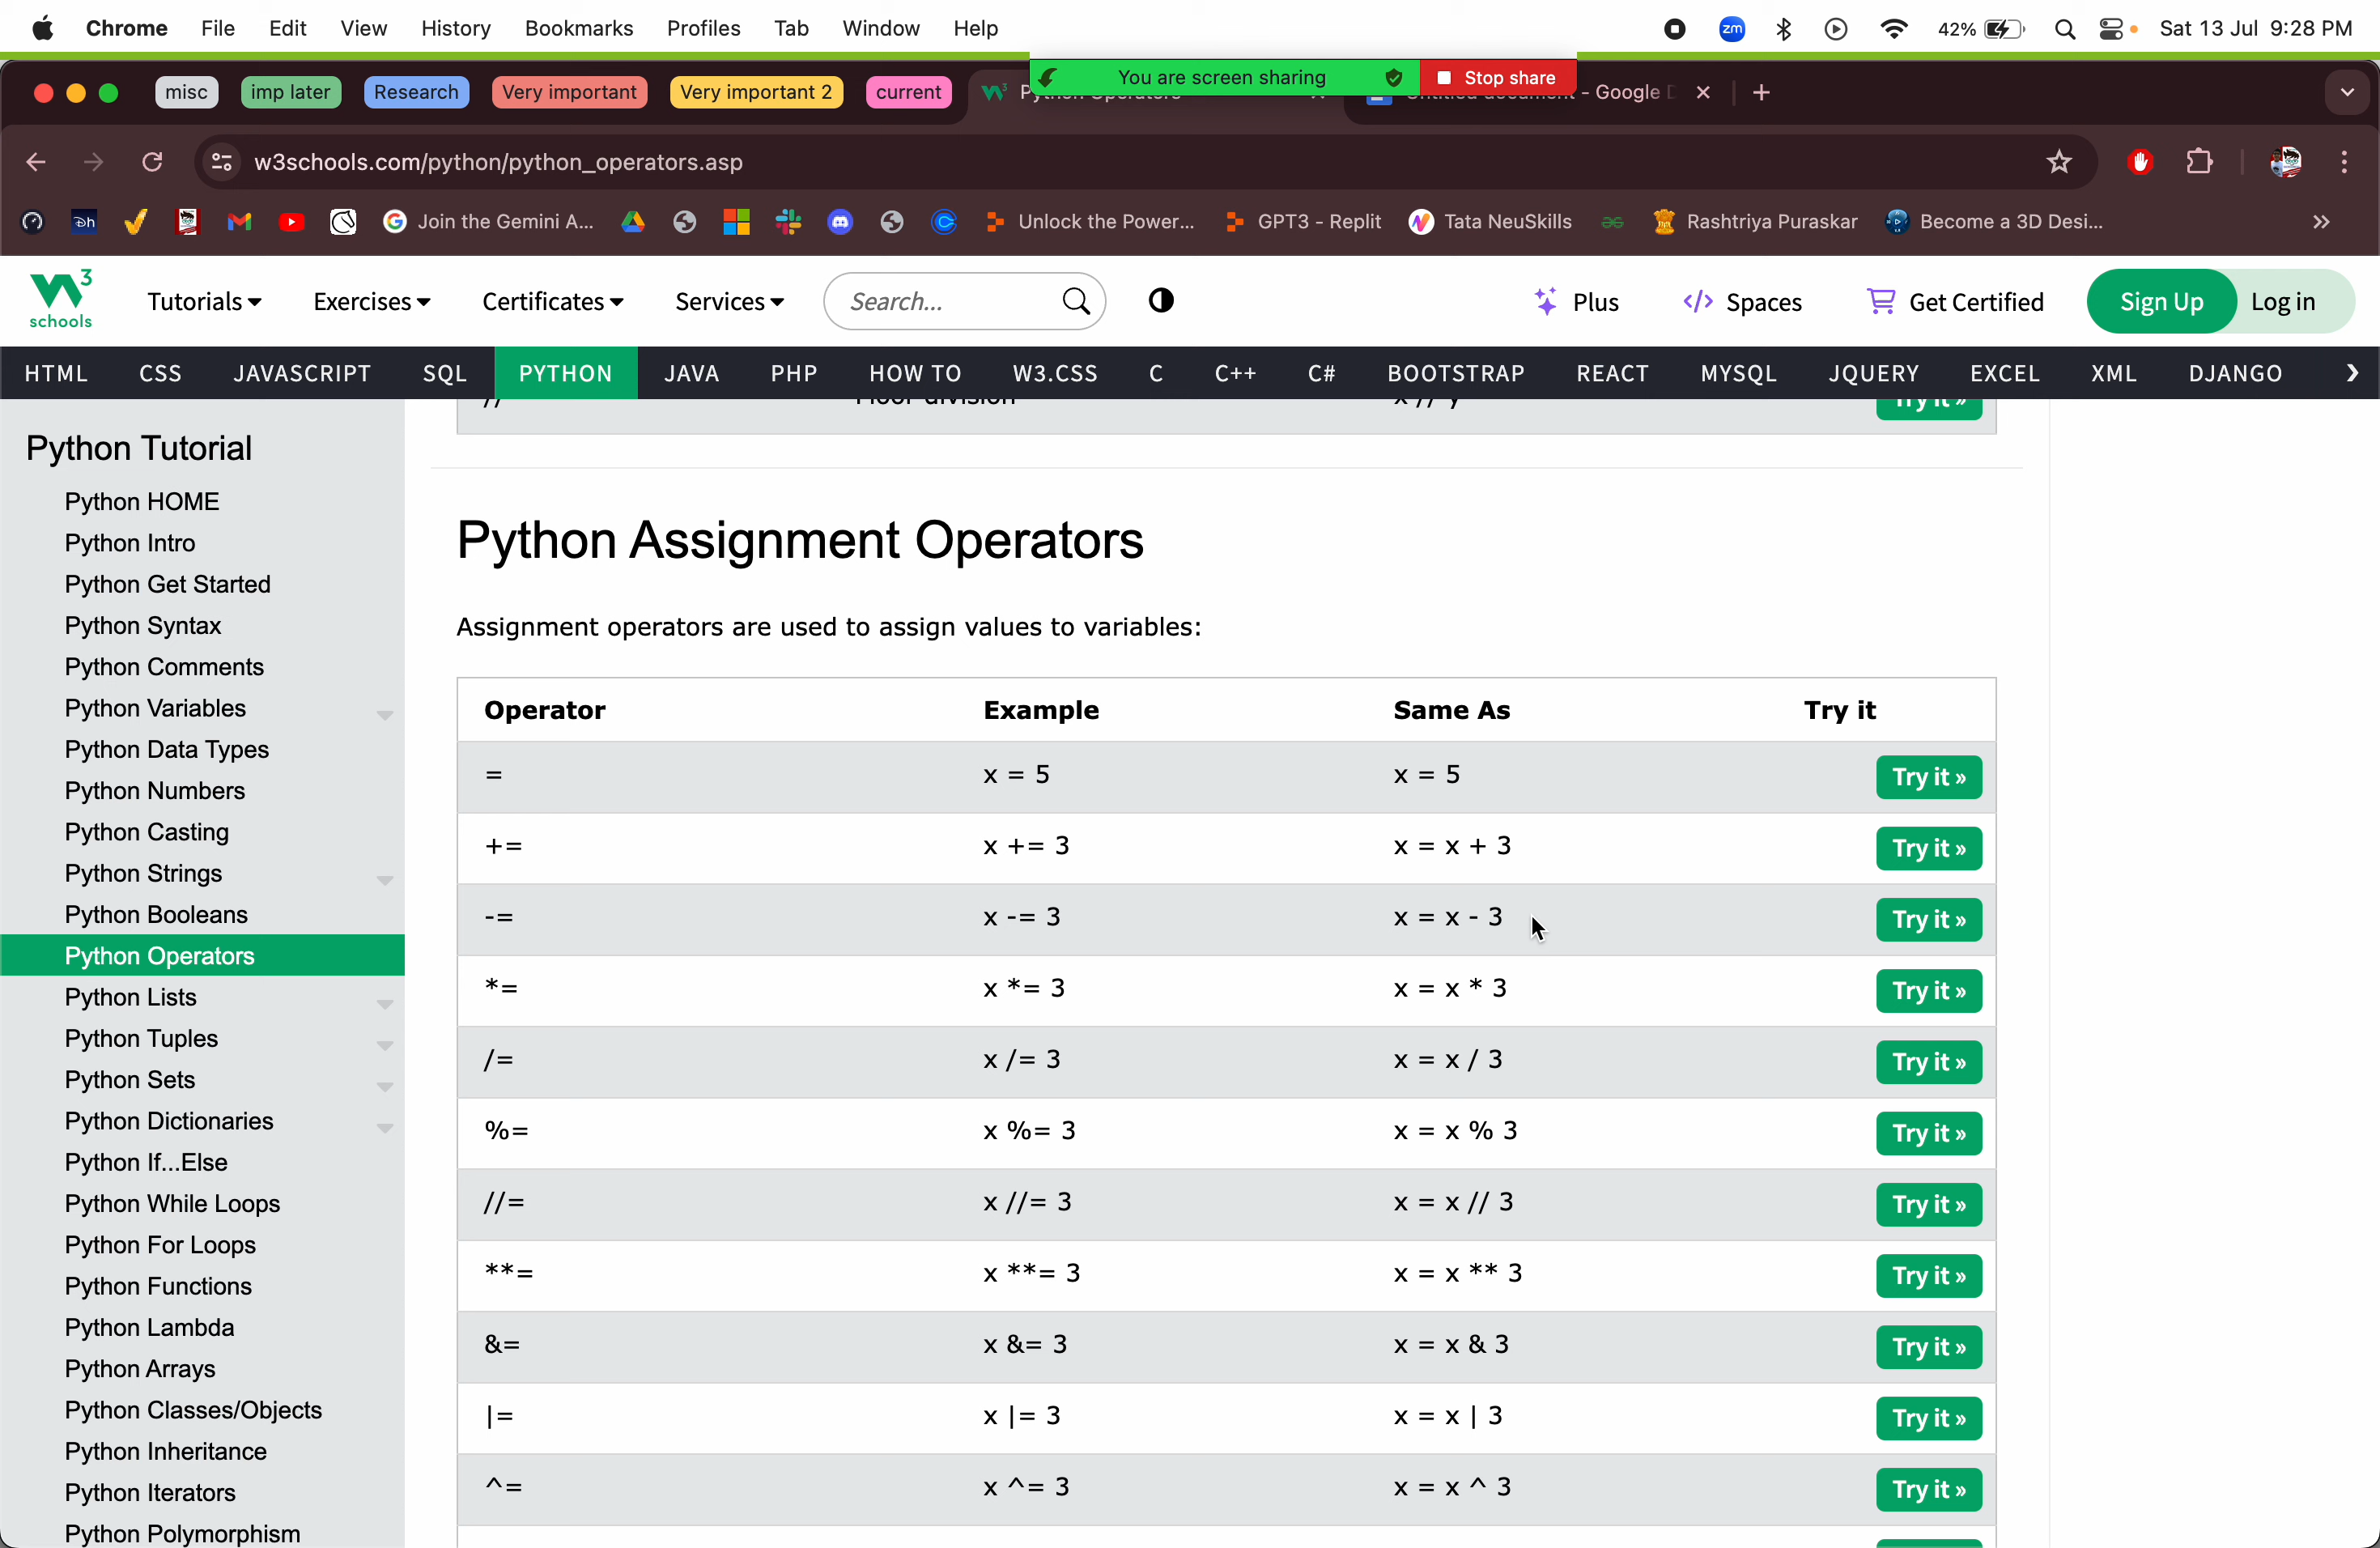 Chrome File Edit View History Bookmarks Profiles Tab Window Help zm 42% Sat 13 Jul 9:28 PM
You are screen sharing Stop share
misc imp later Research Very important Very important 2 current - Google
w3schools.com/python/python_operators.asp
Join the Gemini A... Unlock the Power... GPT3 - Replit Tata NeuSkills Rashtriya Puraskar Become a 3D Desi... »
W3 schools Tutorials Exercises Certificates Services Search... Plus </> Spaces Get Certified Sign Up Log in
HTML CSS JAVASCRIPT SQL PYTHON JAVA PHP HOW TO W3.CSS C C++ C# BOOTSTRAP REACT MYSQL JQUERY EXCEL XML DJANGO ❯
Python Tutorial
Python HOME
Python Intro
Python Get Started
Python Syntax
Python Comments
Python Variables
Python Data Types
Python Numbers
Python Casting
Python Strings
Python Booleans
Python Operators
Python Lists
Python Tuples
Python Sets
Python Dictionaries
Python If...Else
Python While Loops
Python For Loops
Python Functions
Python Lambda
Python Arrays
Python Classes/Objects
Python Inheritance
Python Iterators
Python Polymorphism
// Floor division x // y Try it »
Python Assignment Operators
Assignment operators are used to assign values to variables:
Operator Example Same As Try it
= x = 5 x = 5 Try it »
+= x += 3 x = x + 3 Try it »
-= x -= 3 x = x - 3 Try it »
*= x *= 3 x = x * 3 Try it »
/= x /= 3 x = x / 3 Try it »
%= x %= 3 x = x % 3 Try it »
//= x //= 3 x = x // 3 Try it »
**= x **= 3 x = x ** 3 Try it »
&= x &= 3 x = x & 3 Try it »
|= x |= 3 x = x | 3 Try it »
^= x ^= 3 x = x ^ 3 Try it »